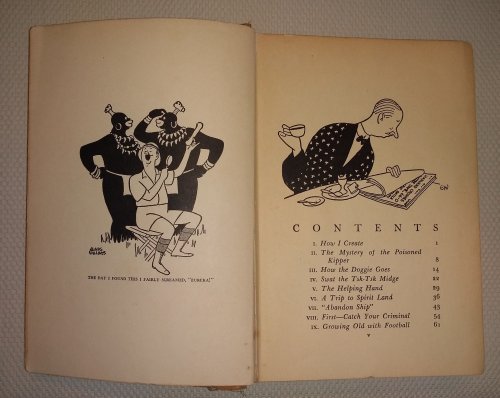 THE DAY I FOUND THIS I FAIRLY SCREAMED, "EUREKA!"
CONTENTS
I. How I Create 1
II. The Mystery of the Poisoned
Kipper 8
III. How the Doggie Goes 14
IV. Swat the Tsk-Tsk Midge 22
V. The Helping Hand 29
VI. A Trip to Spirit Land 36
VII. "Abandon Ship" 43
VIII. First—Catch Your Criminal 54
IX. Growing Old with Football 61
v